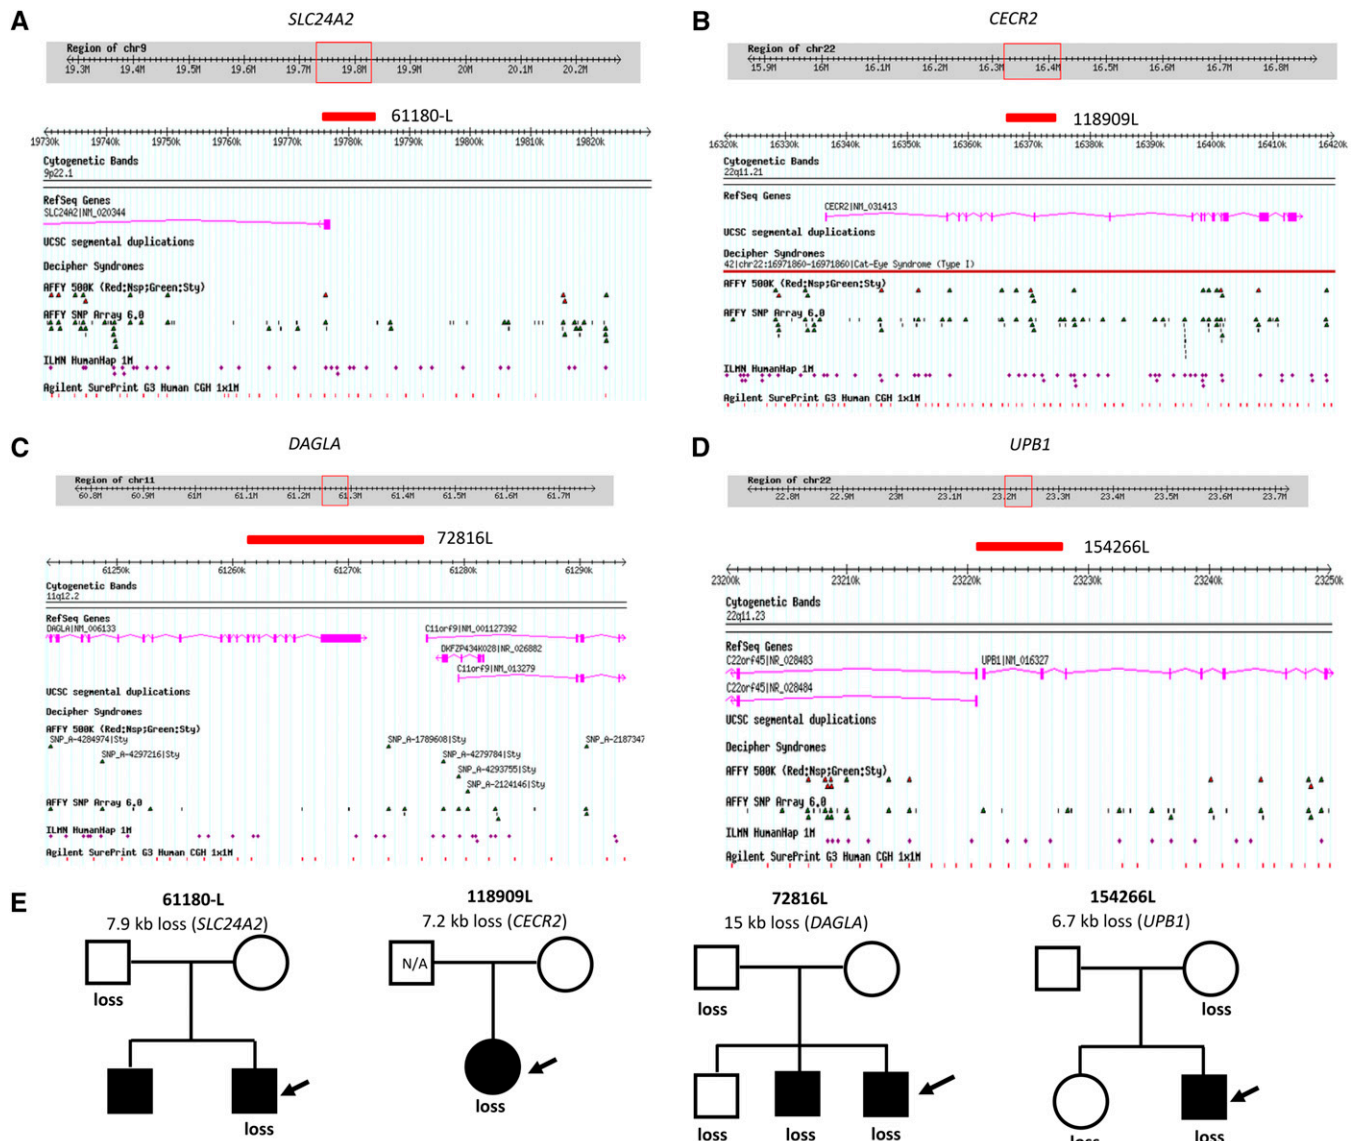 A
SLC24A2
Region of chr9
19.3M 19.4M 19.5M 19.6M 19.7M 19.8M 19.9M 20M 20.1M 20.2M
61180-L
19730k 19740k 19750k 19760k 19770k 19780k 19790k 19800k 19810k 19820k
Cytogenetic Bands
9p22.1
RefSeq Genes
SLC24A2|NM_020344
UCSC segmental duplications
Decipher Syndromes
AFFY 500K (Red:Nsp;Green:Sty)
AFFY SNP Array 6.0
ILMN HumanHap 1M
Agilent SurePrint G3 Human CGH 1x1M
B
CECR2
Region of chr22
15.9M 16M 16.1M 16.2M 16.3M 16.4M 16.5M 16.6M 16.7M 16.8M
118909L
16320k 16330k 16340k 16350k 16360k 16370k 16380k 16390k 16400k 16410k 16420k
Cytogenetic Bands
22q11.21
RefSeq Genes
CECR2|NM_031413
UCSC segmental duplications
Decipher Syndromes
42|chr22:16971860-16971860|Cat-Eye Syndrome (Type I)
AFFY 500K (Red:Nsp;Green:Sty)
AFFY SNP Array 6.0
ILMN HumanHap 1M
Agilent SurePrint G3 Human CGH 1x1M
C
DAGLA
Region of chr11
60.8M 60.9M 61M 61.1M 61.2M 61.3M 61.4M 61.5M 61.6M 61.7M
72816L
61250k 61260k 61270k 61280k 61290k
Cytogenetic Bands
11q12.2
RefSeq Genes
DAGLA|NM_006133 C11orf9|NM_001127392
DKFZP434K028|NR_026882
C11orf9|NM_013279
UCSC segmental duplications
Decipher Syndromes
AFFY 500K (Red:Nsp;Green:Sty)
SNP_A-4284974|Sty SNP_A-1789608|Sty SNP_A-2187347
SNP_A-4297216|Sty SNP_A-4279784|Sty
SNP_A-4293755|Sty
SNP_A-2124146|Sty
AFFY SNP Array 6.0
ILMN HumanHap 1M
Agilent SurePrint G3 Human CGH 1x1M
D
UPB1
Region of chr22
22.8M 22.9M 23M 23.1M 23.2M 23.3M 23.4M 23.5M 23.6M 23.7M
154266L
23200k 23210k 23220k 23230k 23240k 23250k
Cytogenetic Bands
22q11.23
RefSeq Genes
C22orf45|NR_028483 UPB1|NM_016327
C22orf45|NR_028484
UCSC segmental duplications
Decipher Syndromes
AFFY 500K (Red:Nsp;Green:Sty)
AFFY SNP Array 6.0
ILMN HumanHap 1M
Agilent SurePrint G3 Human CGH 1x1M
E
61180-L
7.9 kb loss (SLC24A2)
loss
loss
118909L
7.2 kb loss (CECR2)
N/A
loss
72816L
15 kb loss (DAGLA)
loss
loss loss loss
154266L
6.7 kb loss (UPB1)
loss
loss loss